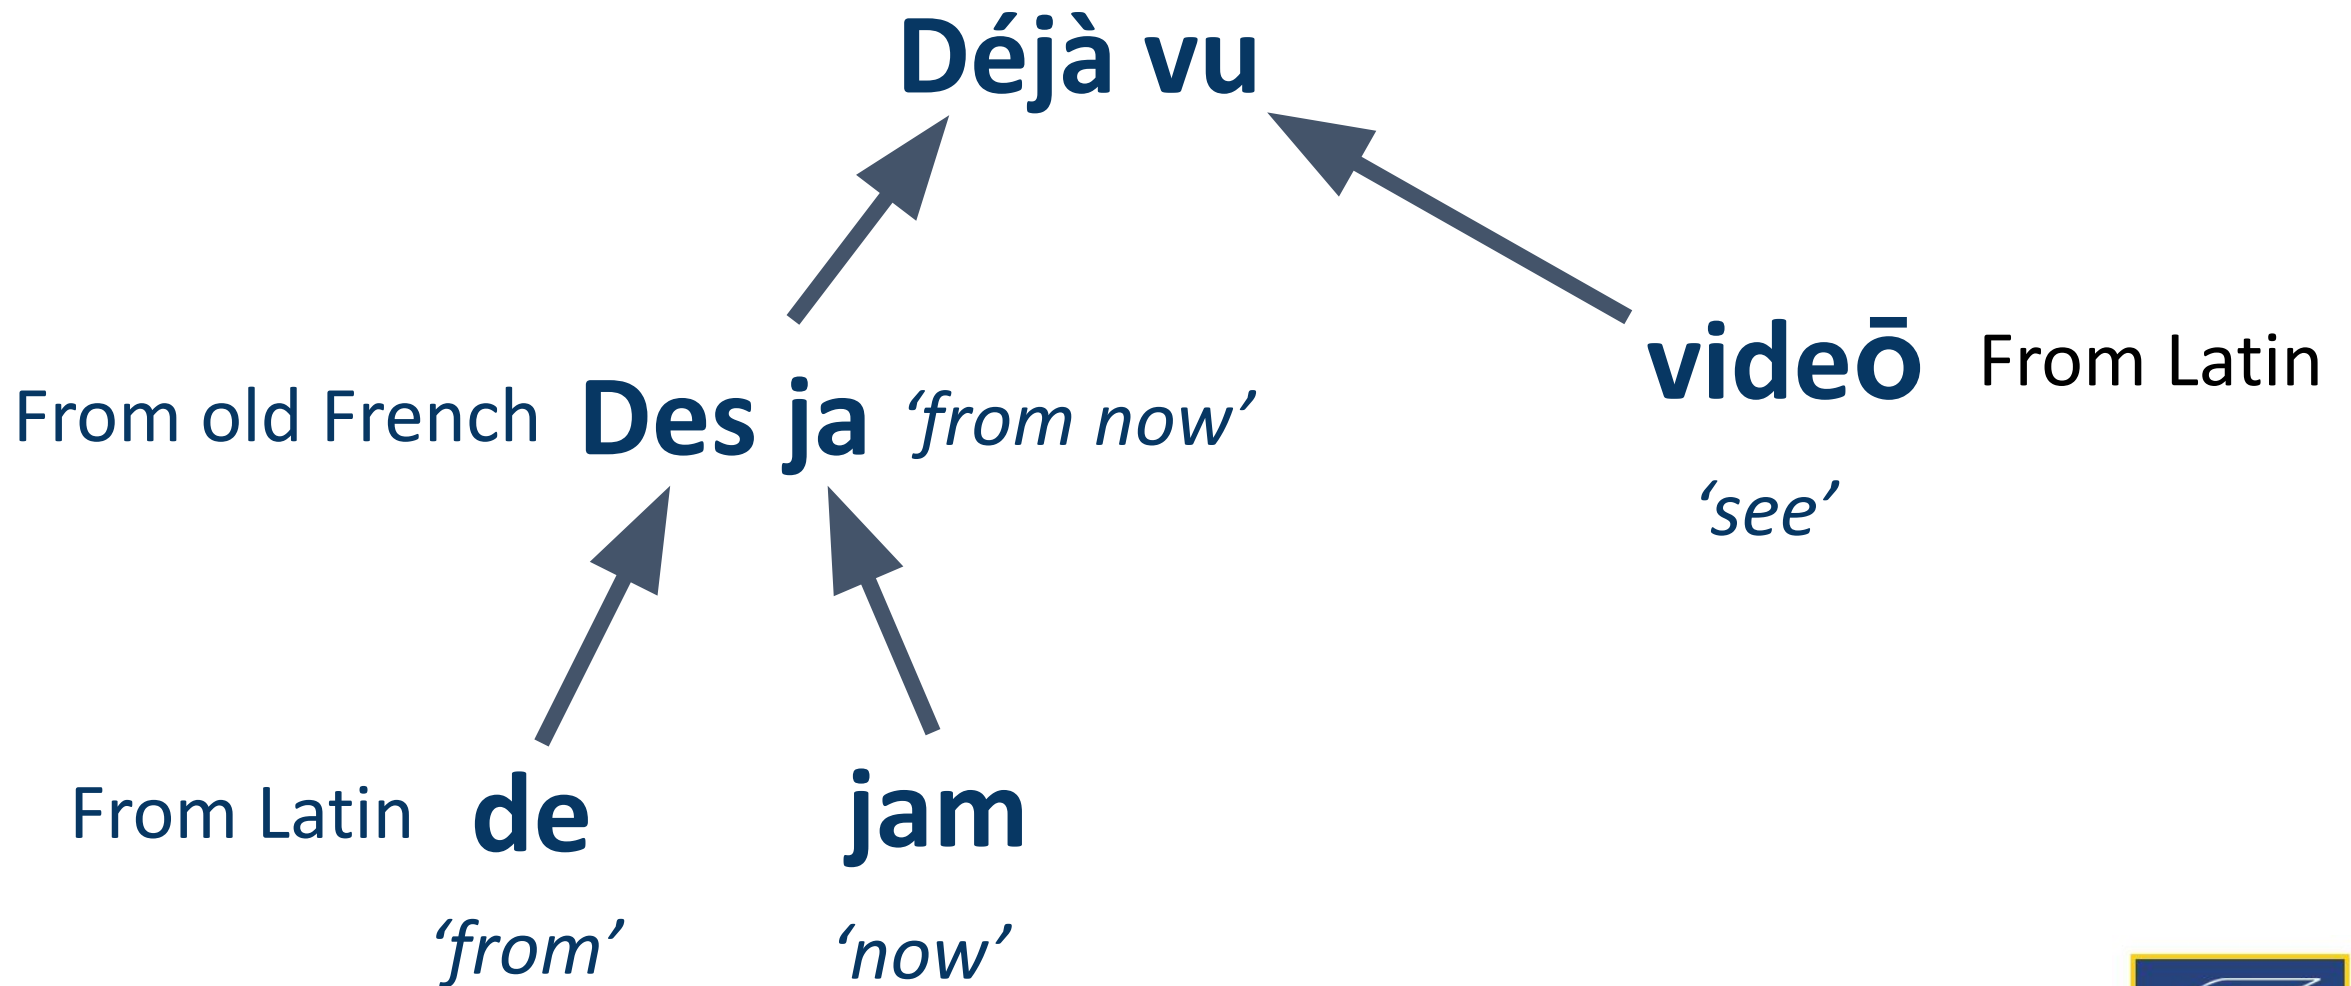 Déjà vu
From old French Des ja ‘from now’
videō From Latin
‘see’
From Latin de jam
‘from’ ‘now’